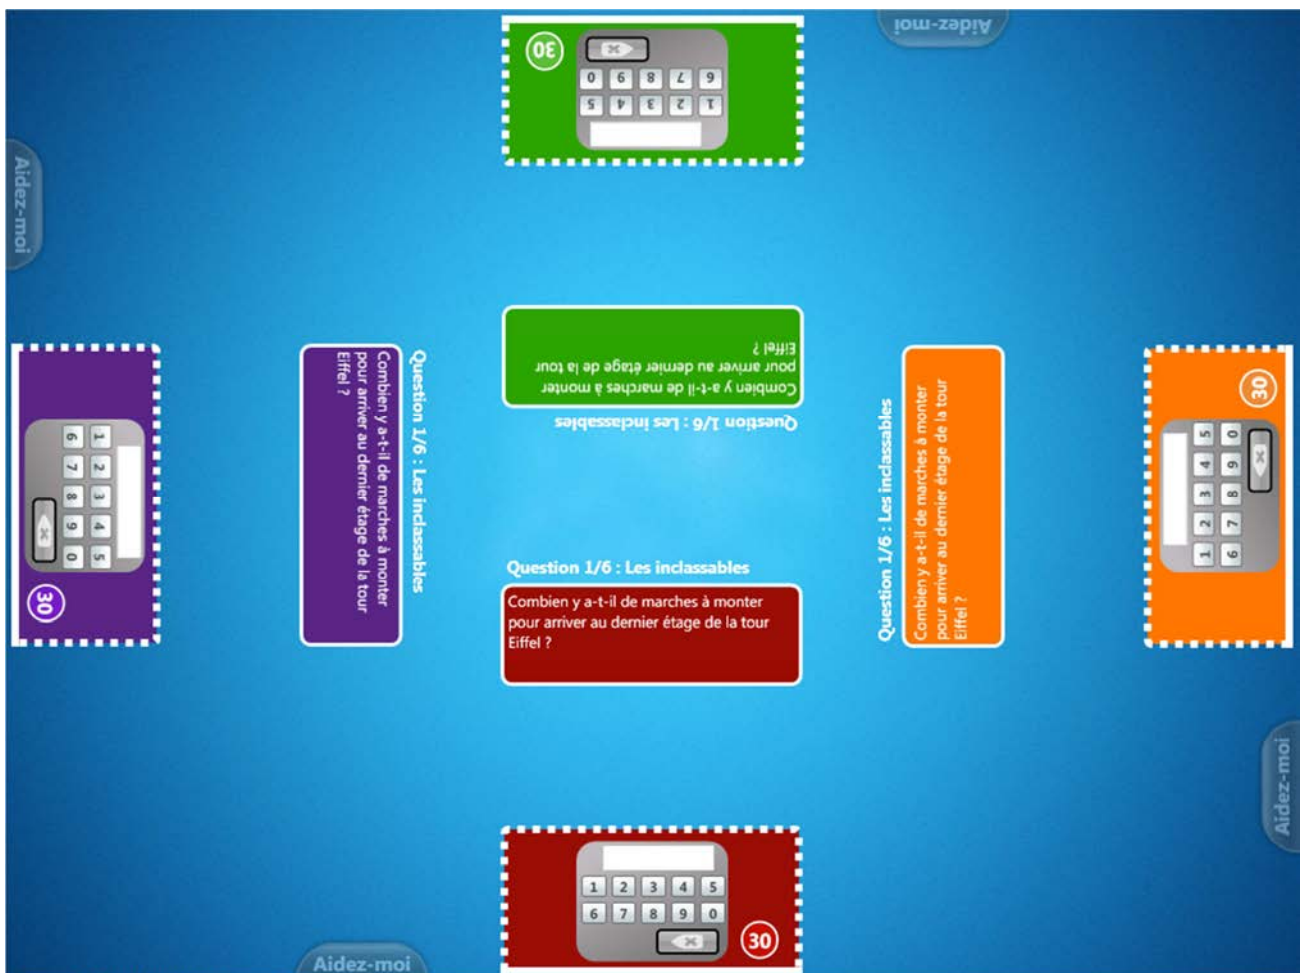 Aidez-moi
30
1 2 3 4 5
6 7 8 9 0
Aidez-moi
Question 1/6 : Les inclassables
Combien y a-t-il de marches à monter
pour arriver au dernier étage de la tour
Eiffel ?
Question 1/6 : Les inclassables
Combien y a-t-il de marches à monter
pour arriver au dernier étage de la tour
Eiffel ?
1 2 3 4 5
6 7 8 9 0
30
Question 1/6 : Les inclassables
Combien y a-t-il de marches à monter
pour arriver au dernier étage de la tour
Eiffel ?
1 2 3 4 5
6 7 8 9 0
30
Question 1/6 : Les inclassables
Combien y a-t-il de marches à monter
pour arriver au dernier étage de la tour
Eiffel ?
Aidez-moi
1 2 3 4 5
6 7 8 9 0
30
Aidez-moi